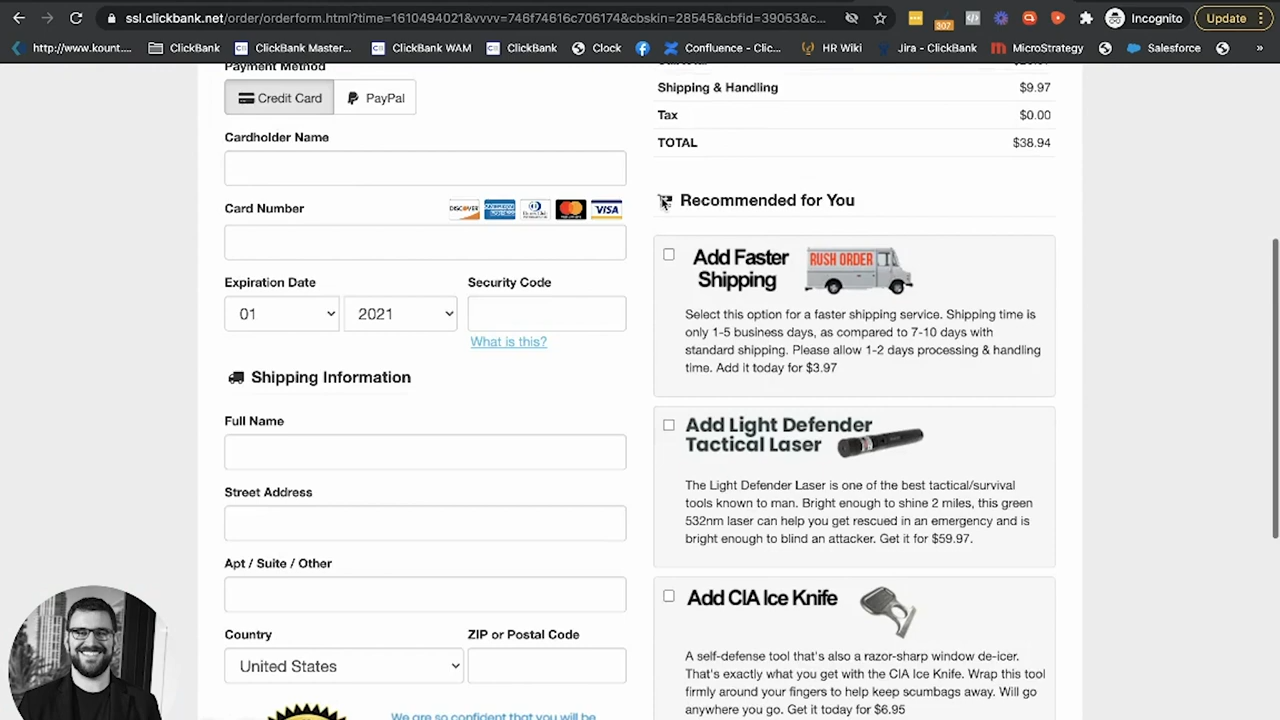 ssl.clickbank.net/order/orderform.html?time=1610494021&vvvv=746f74616c706174&cbskin=28545&cbfid=39053&c...
307
Incognito
Update
http://www.kount....
ClickBank
ClickBank Master...
ClickBank WAM
ClickBank
Clock
Confluence - Clic...
HR Wiki
Jira - ClickBank
MicroStrategy
Salesforce
»
Payment Method
Credit Card
PayPal
Cardholder Name
Card Number
DISCOVER
VISA
Expiration Date
Security Code
01
2021
What is this?
Shipping Information
Full Name
Street Address
Apt / Suite / Other
Country
ZIP or Postal Code
United States
We are so confident that you will be
Shipping & Handling
$9.97
Tax
$0.00
TOTAL
$38.94
Recommended for You
Add Faster
Shipping
RUSH ORDER
Select this option for a faster shipping service. Shipping time is
only 1-5 business days, as compared to 7-10 days with
standard shipping. Please allow 1-2 days processing & handling
time. Add it today for $3.97
Add Light Defender
Tactical Laser
The Light Defender Laser is one of the best tactical/survival
tools known to man. Bright enough to shine 2 miles, this green
532nm laser can help you get rescued in an emergency and is
bright enough to blind an attacker. Get it for $59.97.
Add CIA Ice Knife
A self-defense tool that's also a razor-sharp window de-icer.
That's exactly what you get with the CIA Ice Knife. Wrap this tool
firmly around your fingers to help keep scumbags away. Will go
anywhere you go. Get it today for $6.95